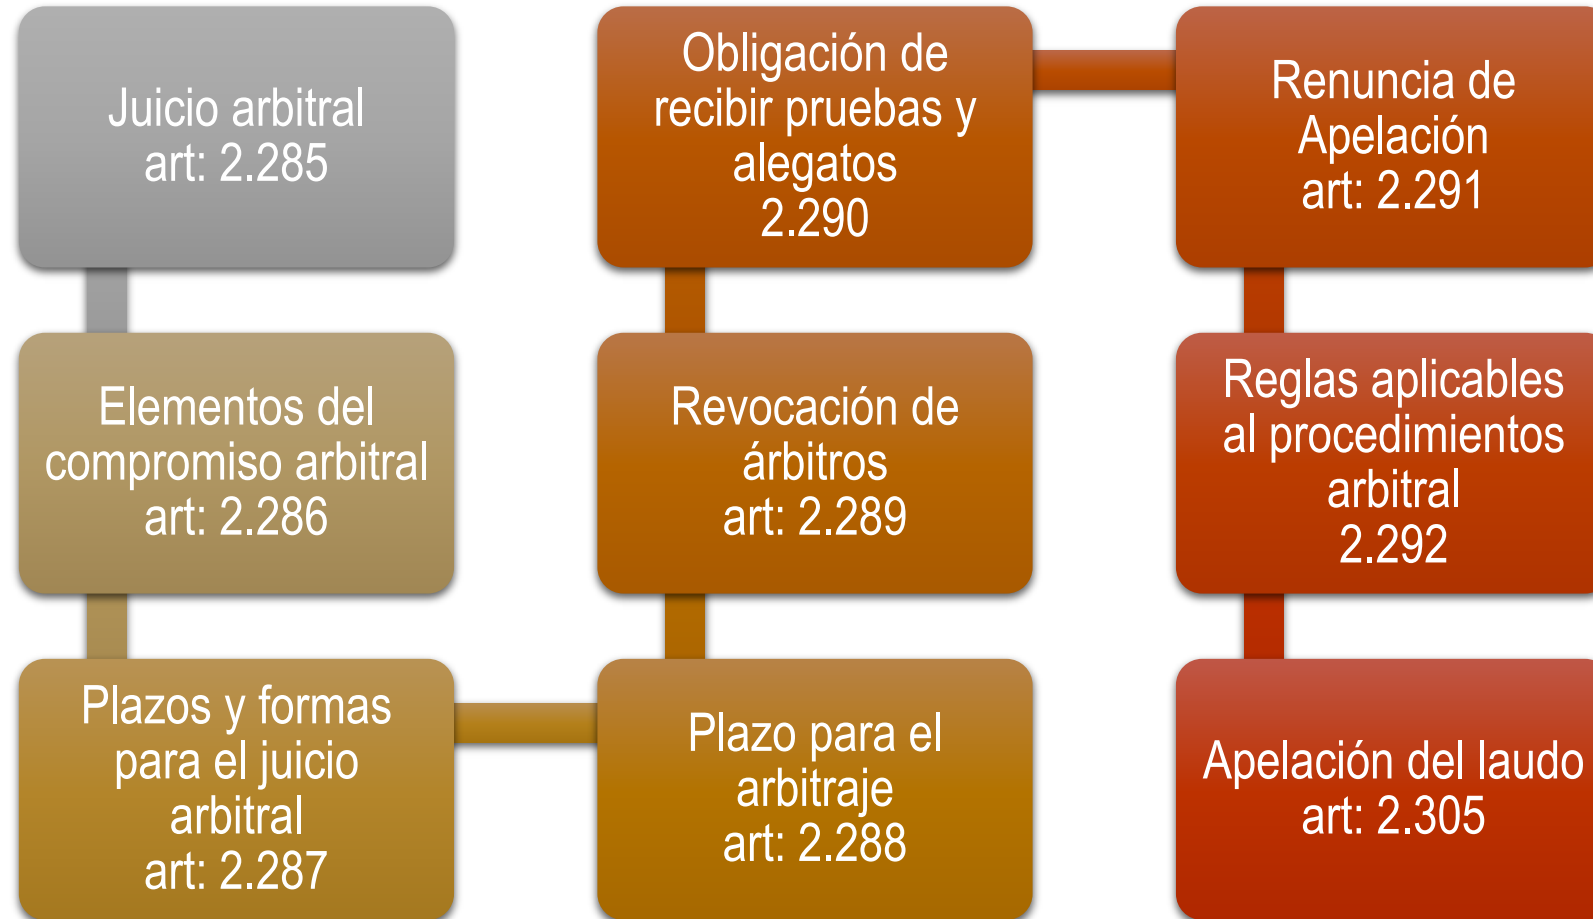 Juicio arbitral
art: 2.285
Elementos del
compromiso arbitral
art: 2.286
Plazos y formas
para el juicio
arbitral
art: 2.287
Plazo para el
arbitraje
art: 2.288
Revocación de
árbitros
art: 2.289
Obligación de
recibir pruebas y
alegatos
2.290
Renuncia de
Apelación
art: 2.291
Reglas aplicables
al procedimientos
arbitral
2.292
Apelación del laudo
art: 2.305